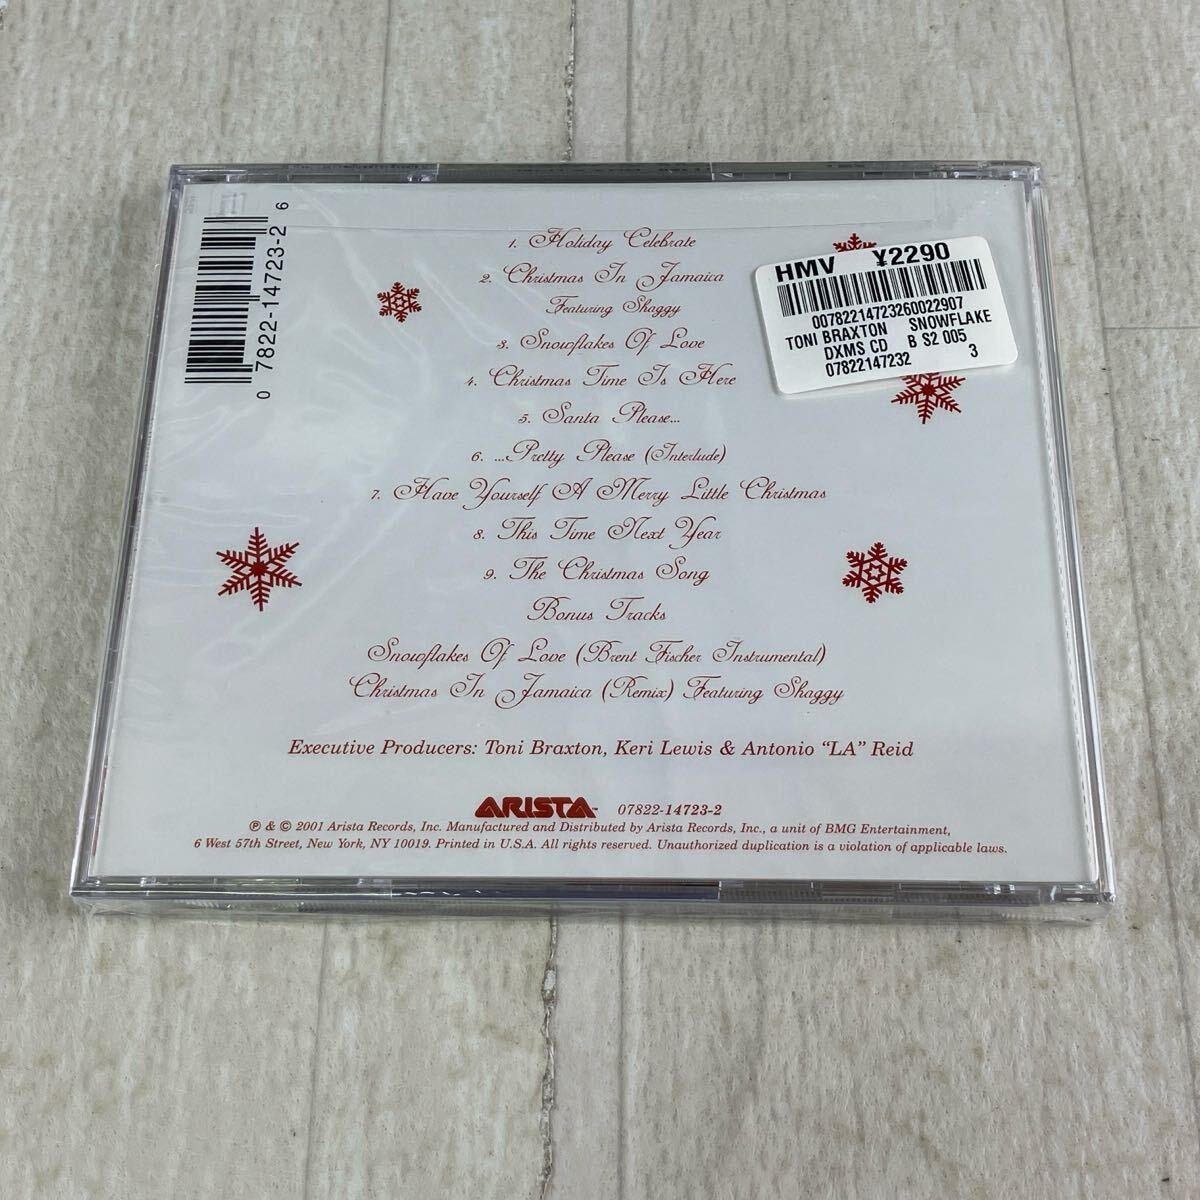 0 7822-14723-2 6
1. Holiday Celebrate
2. Christmas In Jamaica
Featuring Shaggy
3. Snowflakes Of Love
4. Christmas Time Is Here
5. Santa Please...
6. ...Pretty Please (Interlude)
7. Have Yourself A Merry Little Christmas
8. This Time Next Year
9. The Christmas Song
Bonus Tracks
Snowflakes Of Love (Brent Fischer Instrumental)
Christmas In Jamaica (Remix) Featuring Shaggy
HMV ¥2290
00782214723260022907
TONI BRAXTON SNOWFLAKE
DXMS CD B S2 005
07822147232 3
Executive Producers: Toni Braxton, Keri Lewis & Antonio "LA" Reid
ARISTA™ 07822-14723-2
℗ & © 2001 Arista Records, Inc. Manufactured and Distributed by Arista Records, Inc., a unit of BMG Entertainment,
6 West 57th Street, New York, NY 10019. Printed in U.S.A. All rights reserved. Unauthorized duplication is a violation of applicable laws.